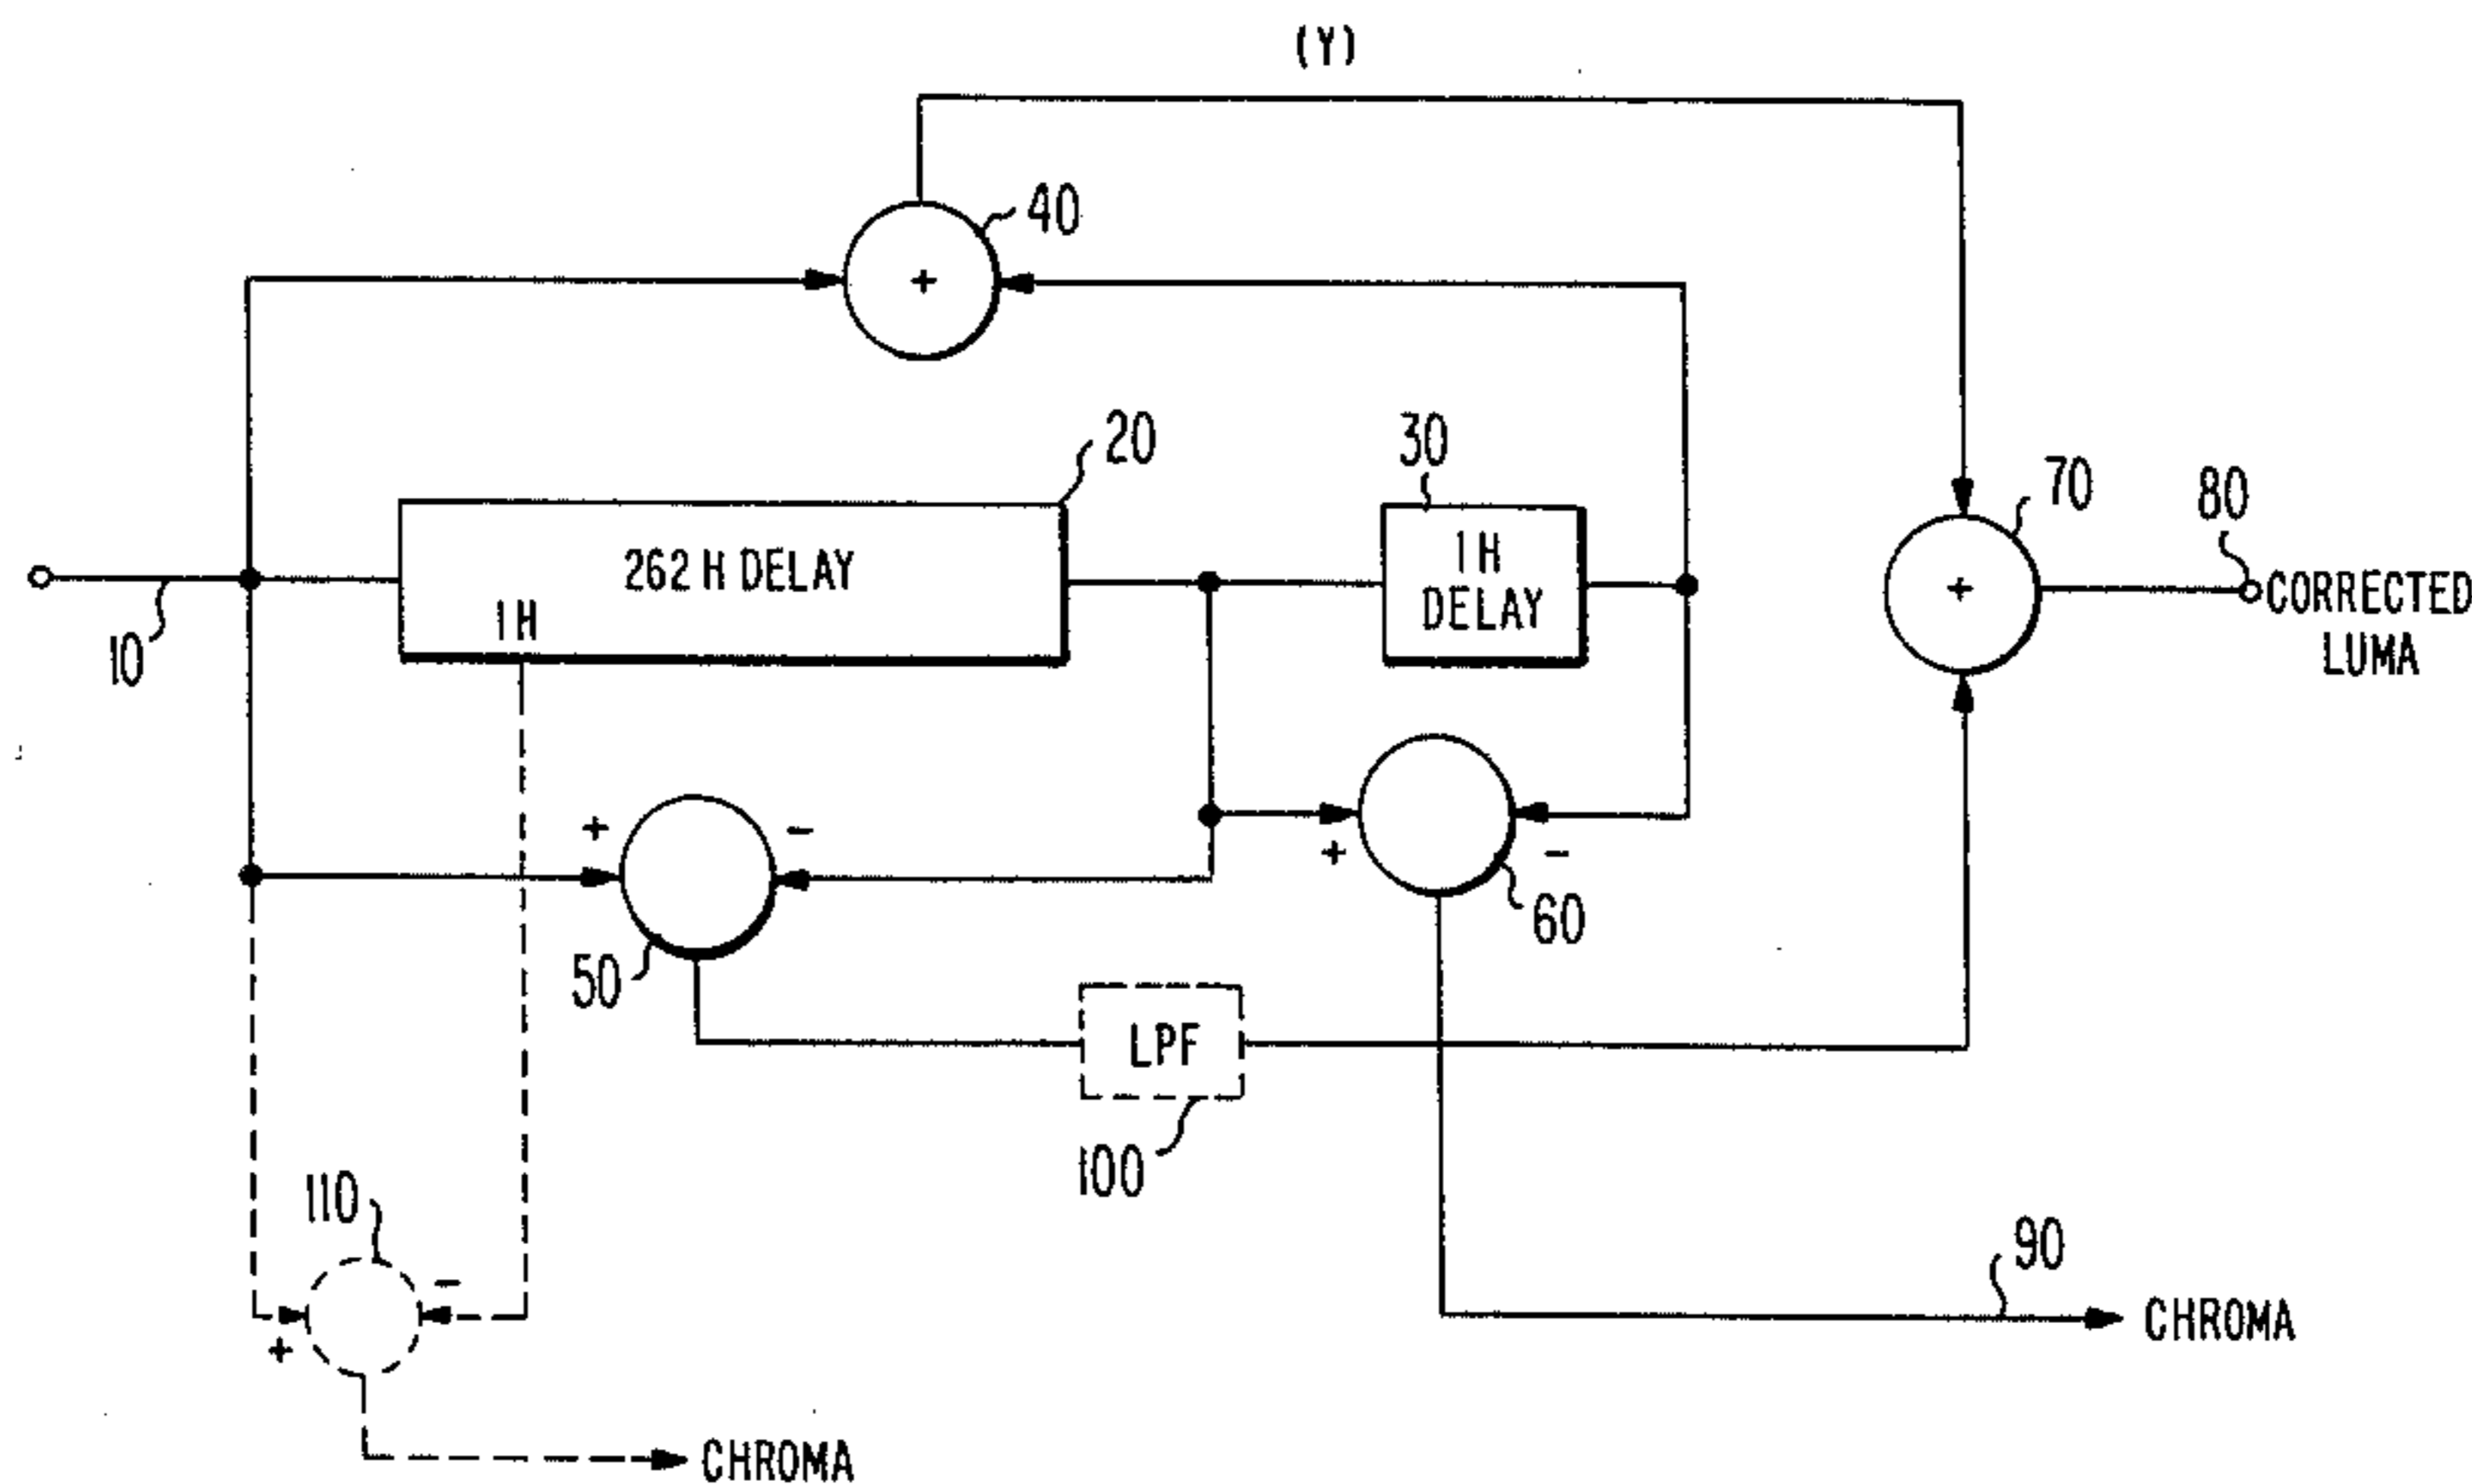 (Y)
40
+
20
30
70
80
262 H DELAY
1 H
DELAY
+
CORRECTED
LUMA
1 H
10
+
-
+
-
50
60
LPF
100
110
-
+
90
CHROMA
CHROMA